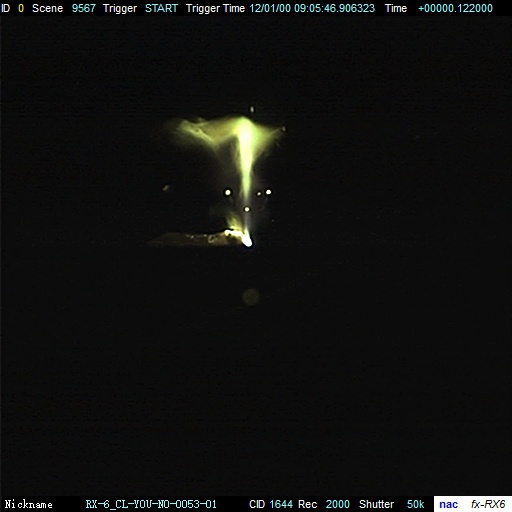 ID 0 Scene 9567 Trigger START Trigger Time 12/01/00 09:05:46.906323 Time +00000.122000
Nickname RX-6_CL-YOU-NO-0053-01 CID 1644 Rec 2000 Shutter 50k nac fx-RX6